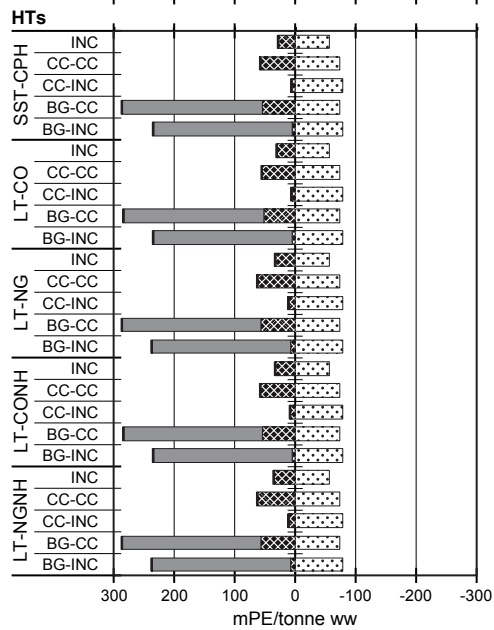 HTs
SST-CPH
INC
CC-CC
CC-INC
BG-CC
BG-INC
LT-CO
INC
CC-CC
CC-INC
BG-CC
BG-INC
LT-NG
INC
CC-CC
CC-INC
BG-CC
BG-INC
LT-CONH
INC
CC-CC
CC-INC
BG-CC
BG-INC
LT-NGNH
INC
CC-CC
CC-INC
BG-CC
BG-INC
300 200 100 0 -100 -200 -300
mPE/tonne ww